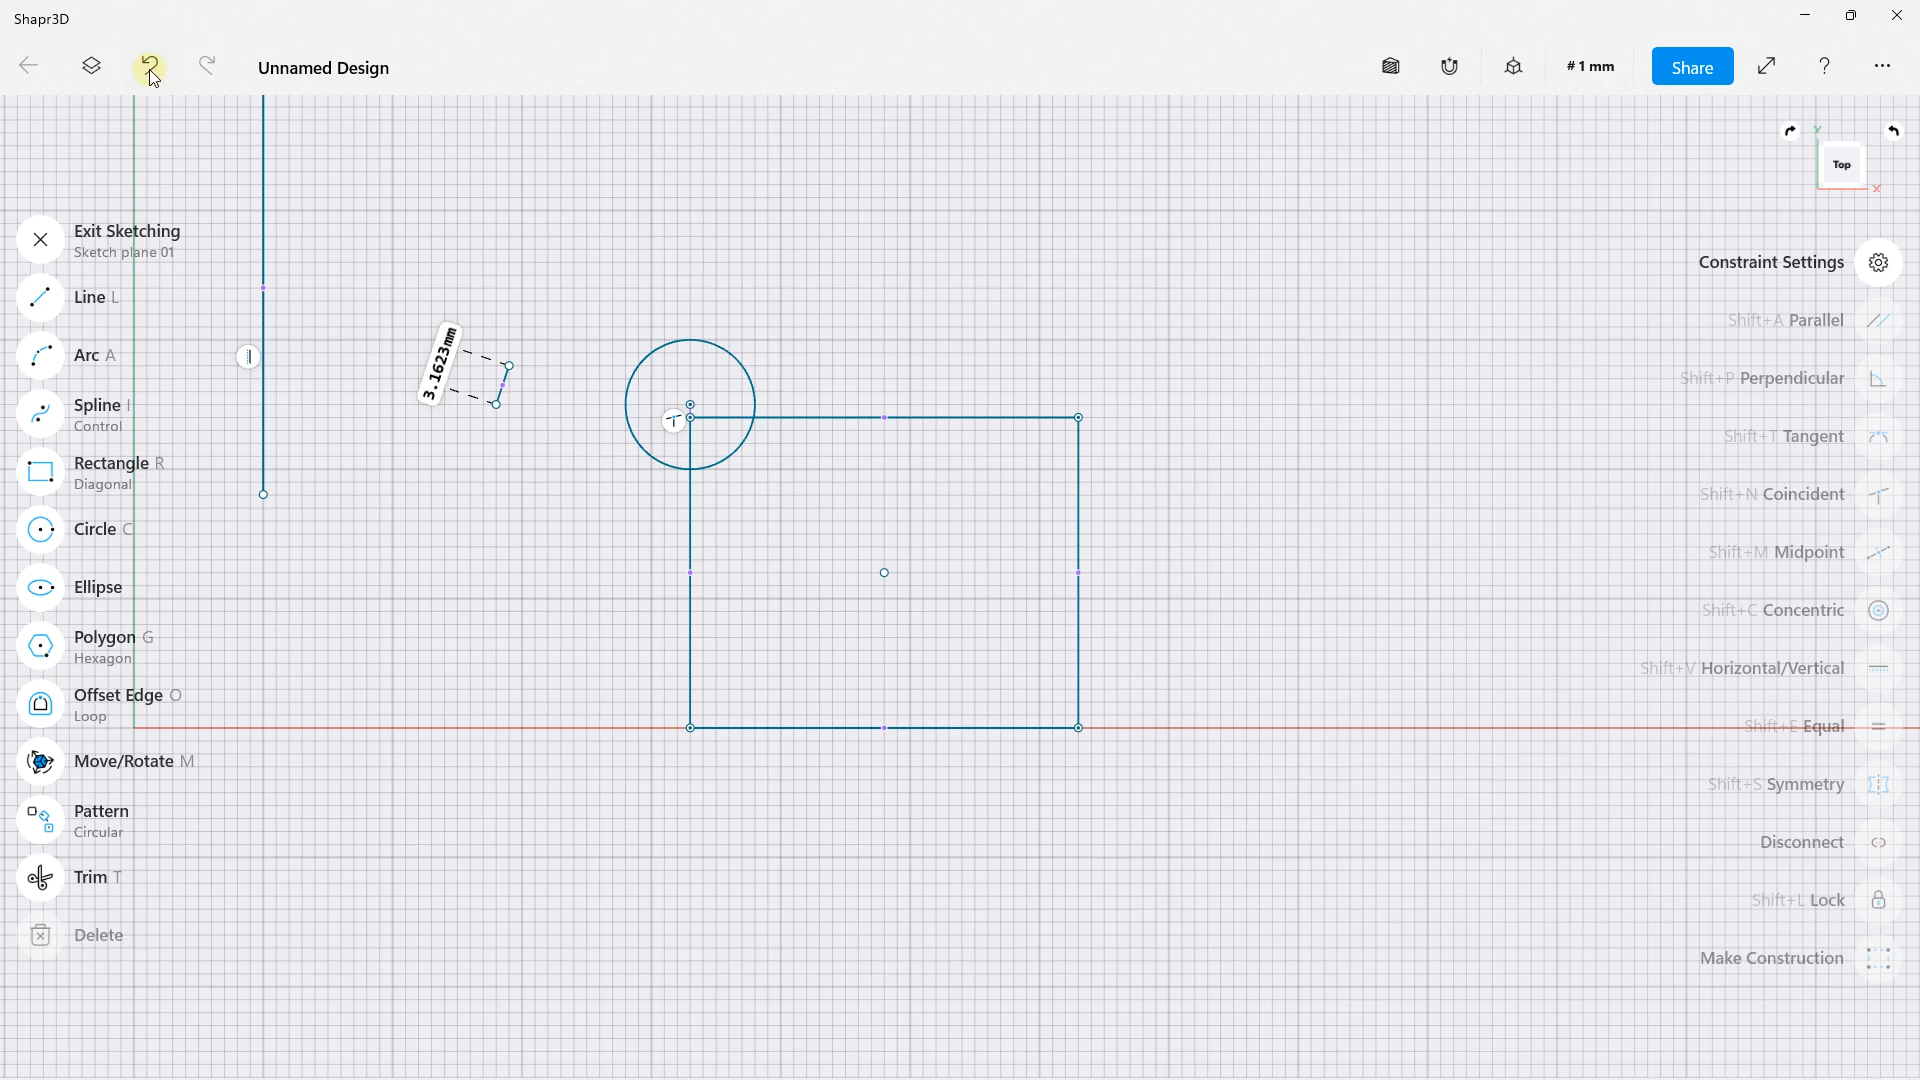 Shapr3D
Unnamed Design
# 1 mm
Share
?
Y
Top
X
Exit Sketching
Sketch plane 01
Line L
Arc A
Spline I
Control
Rectangle R
Diagonal
Circle C
Ellipse
Polygon G
Hexagon
Offset Edge O
Loop
Move/Rotate M
Pattern
Circular
Trim T
Delete
3.1623mm
Constraint Settings
Shift+A Parallel
Shift+P Perpendicular
Shift+T Tangent
Shift+N Coincident
Shift+M Midpoint
Shift+C Concentric
Shift+V Horizontal/Vertical
Shift+E Equal
Shift+S Symmetry
Disconnect
Shift+L Lock
Make Construction